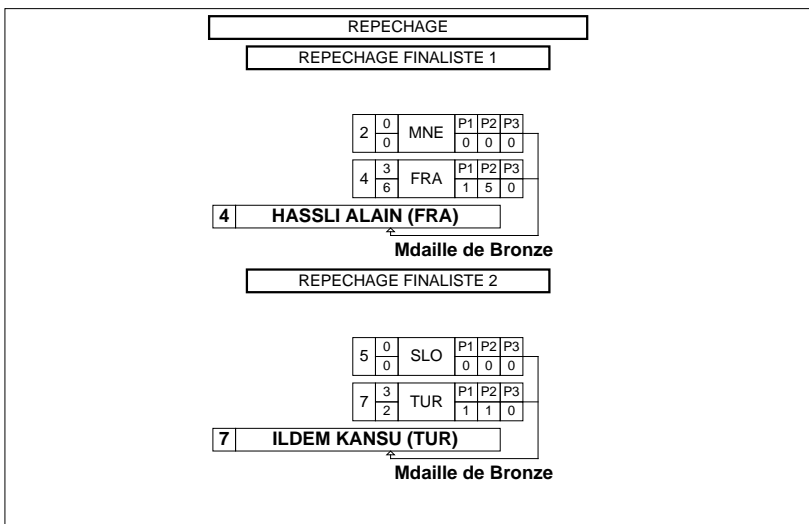 REPECHAGE
REPECHAGE FINALISTE 1
2 0 MNE P1 P2 P3
0 0 0 0
4 3 FRA P1 P2 P3
6 1 5 0
4 HASSLI ALAIN (FRA)
Mdaille de Bronze
REPECHAGE FINALISTE 2
5 0 SLO P1 P2 P3
0 0 0 0
7 3 TUR P1 P2 P3
2 1 1 0
7 ILDEM KANSU (TUR)
Mdaille de Bronze